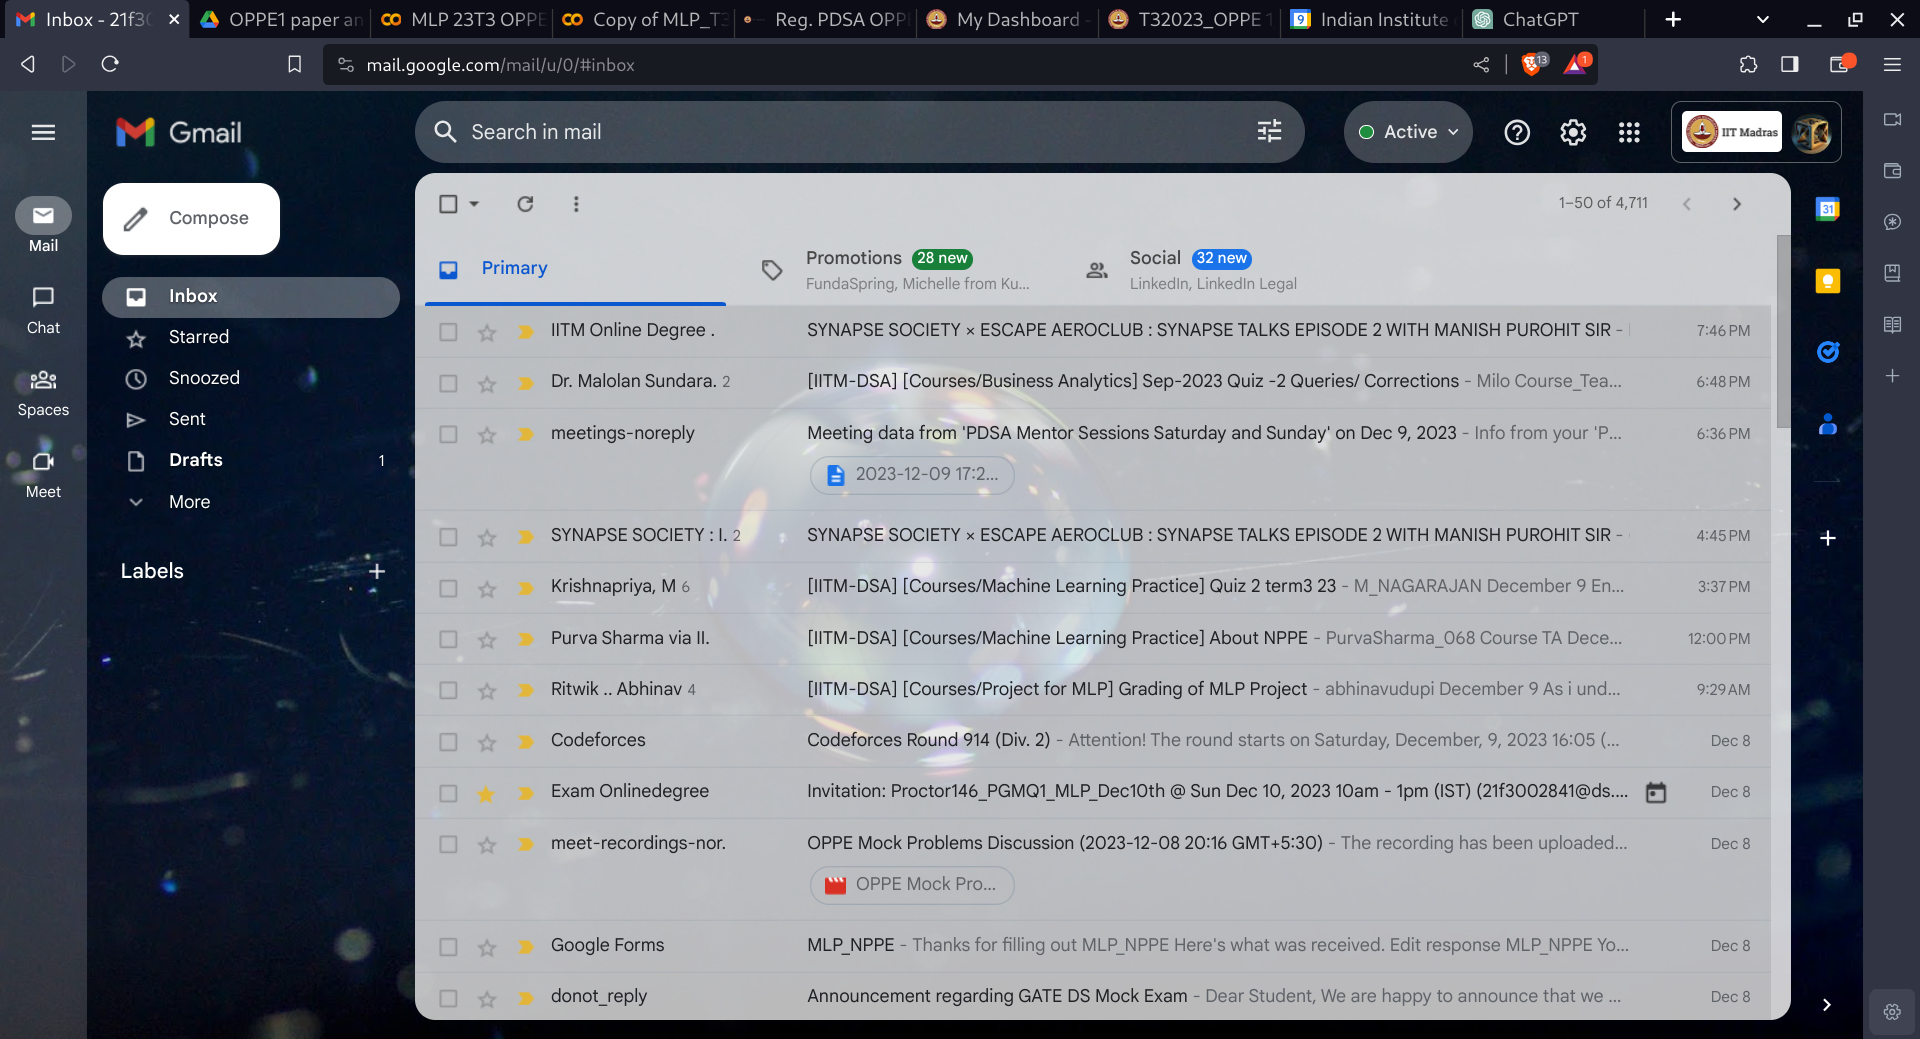 Inbox - 21f30
OPPE1 paper an
MLP 23T3 OPPE
Copy of MLP_T3
Reg. PDSA OPP
My Dashboard -
T32023_OPPE 1
9
Indian Institute
ChatGPT
mail.google.com/mail/u/0/#inbox
13
1
Gmail
Search in mail
Active
IIT Madras
Compose
1–50 of 4,711
31
Mail
Primary
Promotions 28 new
FundaSpring, Michelle from Ku...
Social 32 new
LinkedIn, LinkedIn Legal
Inbox
Chat
Starred
Snoozed
Spaces
Sent
Drafts 1
Meet
More
Labels
IITM Online Degree . SYNAPSE SOCIETY × ESCAPE AEROCLUB : SYNAPSE TALKS EPISODE 2 WITH MANISH PUROHIT SIR - 7:46 PM
Dr. Malolan Sundara. 2 [IITM-DSA] [Courses/Business Analytics] Sep-2023 Quiz -2 Queries/ Corrections - Milo Course_Tea... 6:48 PM
meetings-noreply Meeting data from 'PDSA Mentor Sessions Saturday and Sunday' on Dec 9, 2023 - Info from your 'P... 6:36 PM
2023-12-09 17:2...
SYNAPSE SOCIETY : I. 2 SYNAPSE SOCIETY × ESCAPE AEROCLUB : SYNAPSE TALKS EPISODE 2 WITH MANISH PUROHIT SIR - 4:45 PM
Krishnapriya, M 6 [IITM-DSA] [Courses/Machine Learning Practice] Quiz 2 term3 23 - M_NAGARAJAN December 9 En... 3:37 PM
Purva Sharma via II. [IITM-DSA] [Courses/Machine Learning Practice] About NPPE - PurvaSharma_068 Course TA Dece... 12:00 PM
Ritwik .. Abhinav 4 [IITM-DSA] [Courses/Project for MLP] Grading of MLP Project - abhinavudupi December 9 As i und... 9:29 AM
Codeforces Codeforces Round 914 (Div. 2) - Attention! The round starts on Saturday, December, 9, 2023 16:05 (... Dec 8
Exam Onlinedegree Invitation: Proctor146_PGMQ1_MLP_Dec10th @ Sun Dec 10, 2023 10am - 1pm (IST) (21f3002841@ds.... Dec 8
meet-recordings-nor. OPPE Mock Problems Discussion (2023-12-08 20:16 GMT+5:30) - The recording has been uploaded... Dec 8
OPPE Mock Pro...
Google Forms MLP_NPPE - Thanks for filling out MLP_NPPE Here's what was received. Edit response MLP_NPPE Yo... Dec 8
donot_reply Announcement regarding GATE DS Mock Exam - Dear Student, We are happy to announce that we ... Dec 8